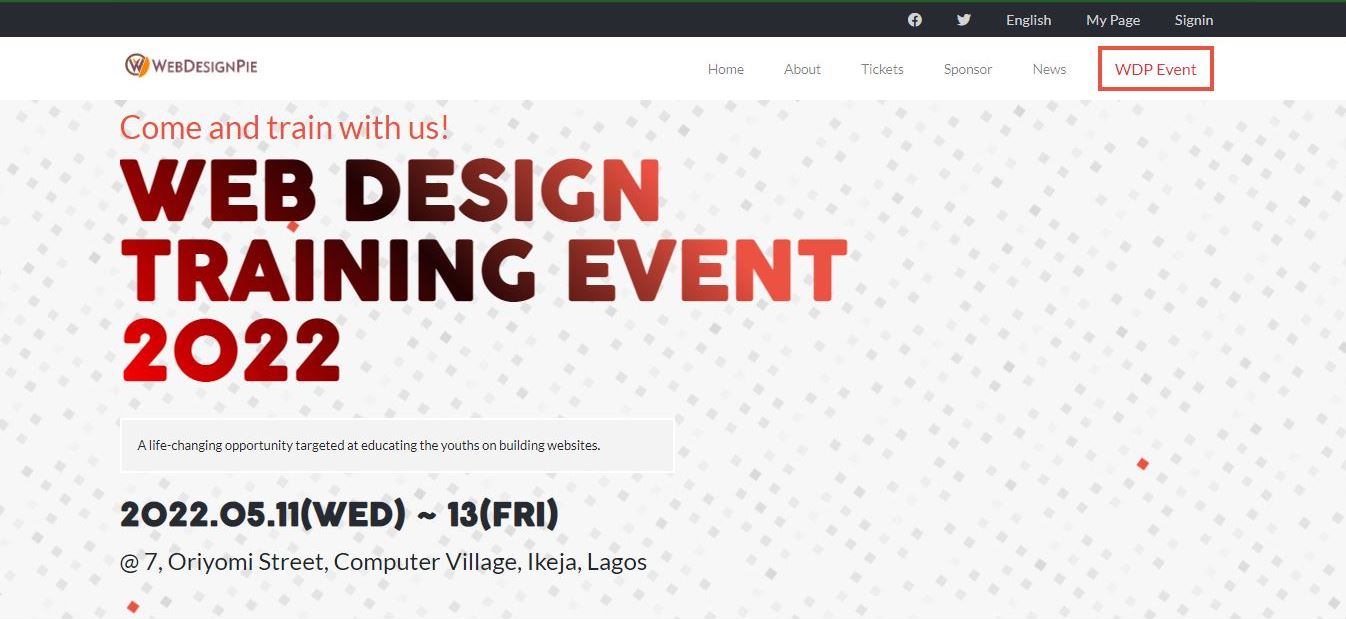 English My Page Signin
WEBDESIGNPIE Home About Tickets Sponsor News WDP Event
Come and train with us!
WEB DESIGN
TRAINING EVENT
2022
A life-changing opportunity targeted at educating the youths on building websites.
2022.05.11(WED) ~ 13(FRI)
@ 7, Oriyomi Street, Computer Village, Ikeja, Lagos